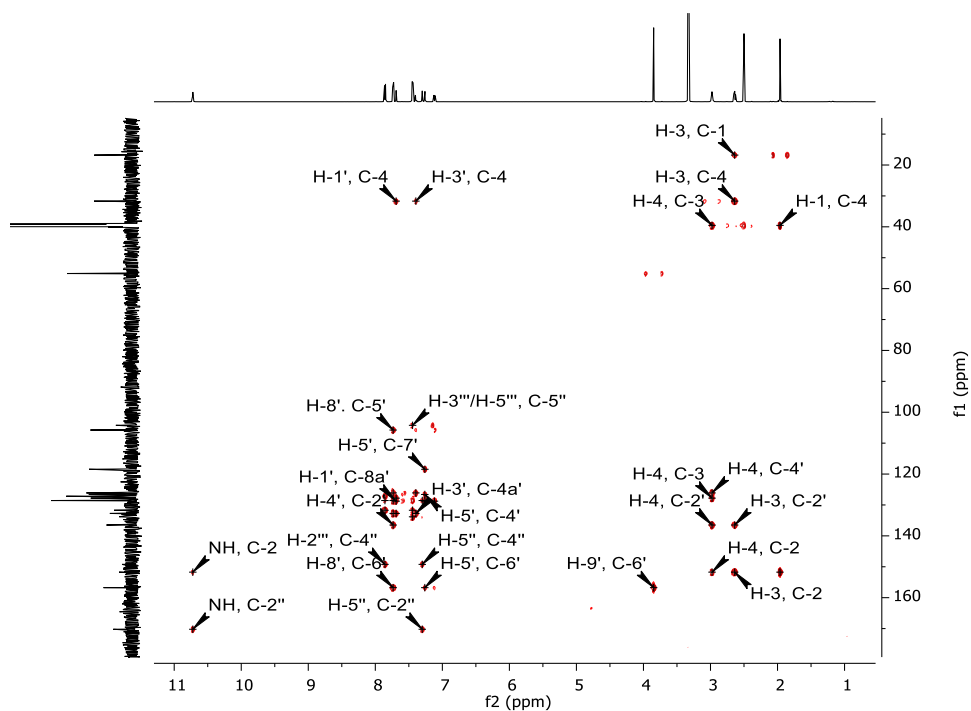 H-3, C-1
H-1', C-4
H-3', C-4
H-3, C-4
H-4, C-3
H-1, C-4
H-8'. C-5'
H-3'''/H-5''', C-5''
H-5', C-7'
H-1', C-8a'
H-3', C-4a'
H-4, C-3
H-4, C-4'
H-4', C-2
H-5', C-4'
H-4, C-2'
H-3, C-2'
H-2''', C-4''
H-5'', C-4''
NH, C-2
H-8', C-6
H-5', C-6'
H-9', C-6'
H-4, C-2
H-3, C-2
NH, C-2''
H-5'', C-2''
20
40
60
80
100
120
140
160
f1 (ppm)
11 10 9 8 7 6 5 4 3 2 1
f2 (ppm)